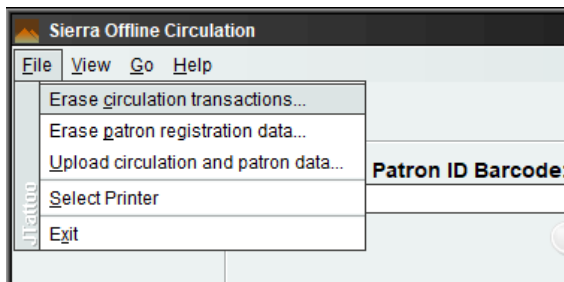 Sierra Offline Circulation
File View Go Help
Erase circulation transactions...
Erase patron registration data...
Upload circulation and patron data...
Patron ID Barcode:
Select Printer
Exit
JTattoo